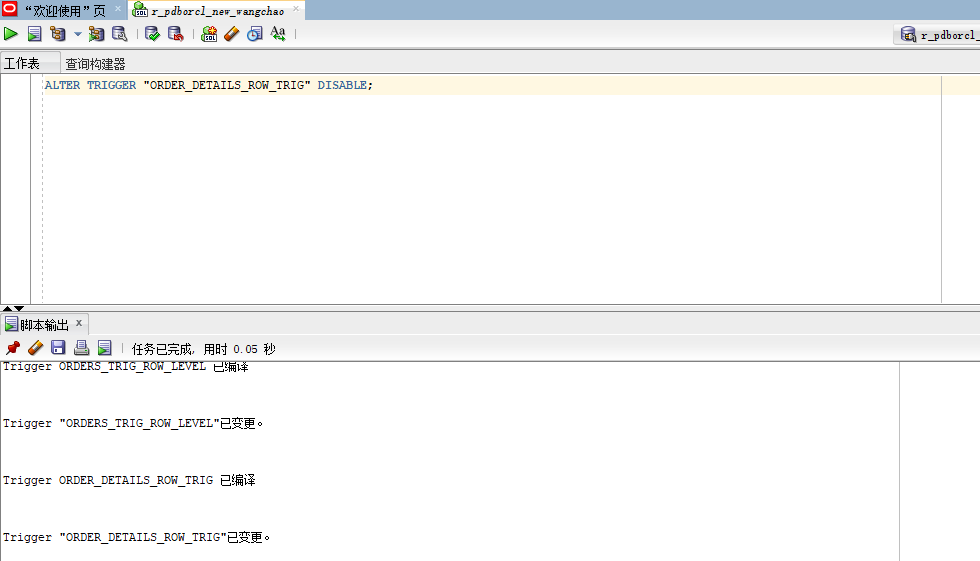 “欢迎使用”页
r_pdborcl_new_wangchao
r_pdborcl_
工作表
查询构建器
ALTER TRIGGER "ORDER_DETAILS_ROW_TRIG" DISABLE;
脚本输出
任务已完成, 用时 0.05 秒
Trigger ORDERS_TRIG_ROW_LEVEL 已编译
Trigger "ORDERS_TRIG_ROW_LEVEL"已变更。
Trigger ORDER_DETAILS_ROW_TRIG 已编译
Trigger "ORDER_DETAILS_ROW_TRIG"已变更。